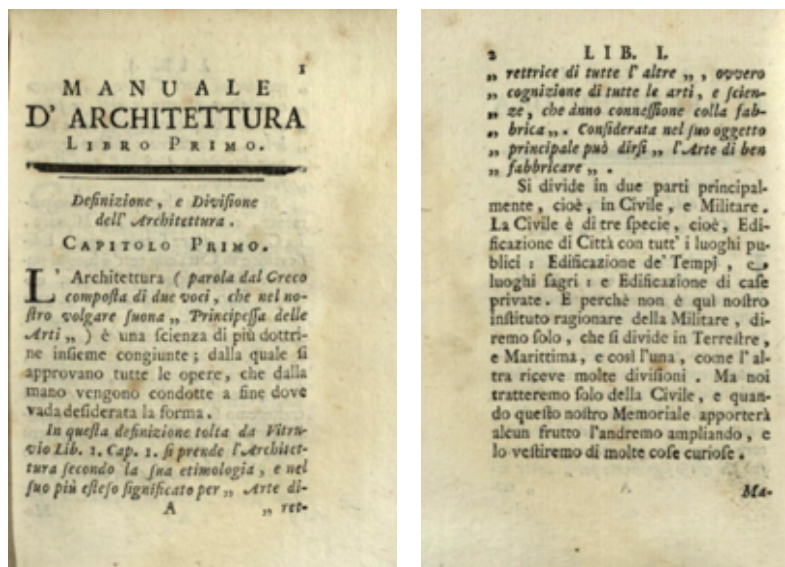 1
MANUALE
D' ARCHITETTURA
LIBRO PRIMO.
Definizione, e Diviſione
dell' Architettura.
CAPITOLO PRIMO.
L' Architettura ( parola dal Greco
compoſta di due voci, che nel no-
ſtro volgare ſuona „ Principeſſa delle
Arti „ ) è una ſcienza di più dottri-
ne inſieme congiunte; dalla quale ſi
approvano tutte le opere, che dalla
mano vengono condotte a fine dove
vada deſiderata la forma.
In queſta definizione tolta da Vitru-
vio Lib. 1. Cap. 1. ſi prende l'Architet-
tura ſecondo la ſua etimologia, e nel
ſuo più eſteſo ſignificato per „ Arte di-
A „ ret-
2 LIB. I.
„ rettrice di tutte l' altre „ , ovvero
„ cognizione di tutte le arti, e ſcien-
„ ze, che ànno conneſſione colla fab-
„ brica „. Conſiderata nel ſuo oggetto
„ principale può dirſi „ l'Arte di ben
„ fabbricare „ .
Si divide in due parti principal-
mente, cioè, in Civile, e Militare.
La Civile è di tre ſpecie, cioè, Edi-
ficazione di Città con tutt' i luoghi pu-
blici : Edificazione de' Tempj, e
luoghi ſagri : e Edificazione di caſe
private. E perchè non è quì noſtro
inſtituto ragionare della Militare, di-
remo ſolo, che ſi divide in Terreſtre,
e Marittima, e così l'una, come l' al-
tra riceve molte diviſioni. Ma noi
tratteremo ſolo della Civile, e quan-
do queſto noſtro Memoriale apporterà
alcun frutto l'andremo ampliando, e
lo veſtiremo di molte coſe curioſe.
Ma-